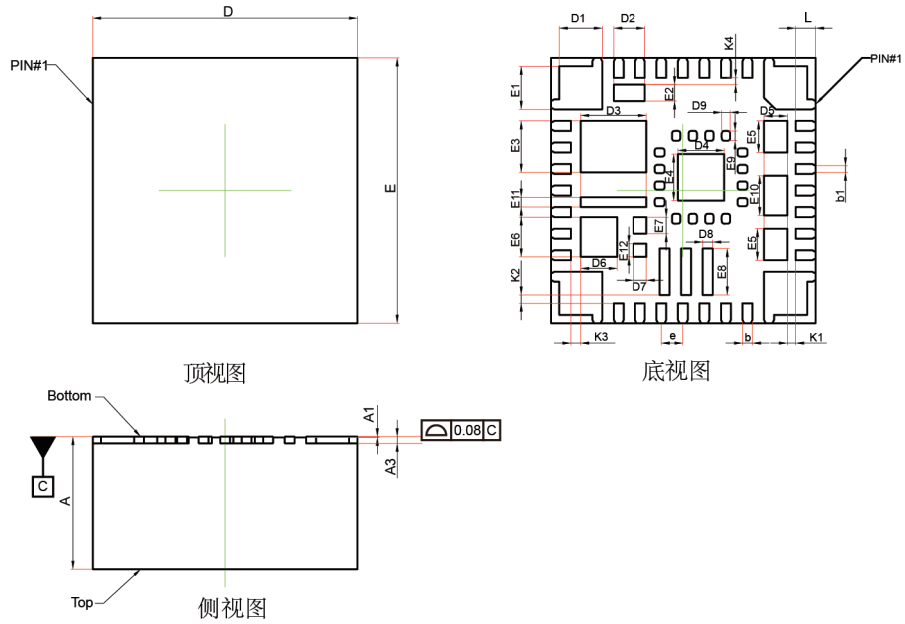 D
PIN#1
E
顶视图
D1
D2
K4
L
PIN#1
E1
E2
D3
D9
D5
E3
D4
E9
E5
E4
E10
b1
E11
E6
E7
D8
E5
E12
E8
K2
D6
D7
K3
e
b
K1
底视图
Bottom
A1
0.08 C
C
A
A3
Top
侧视图